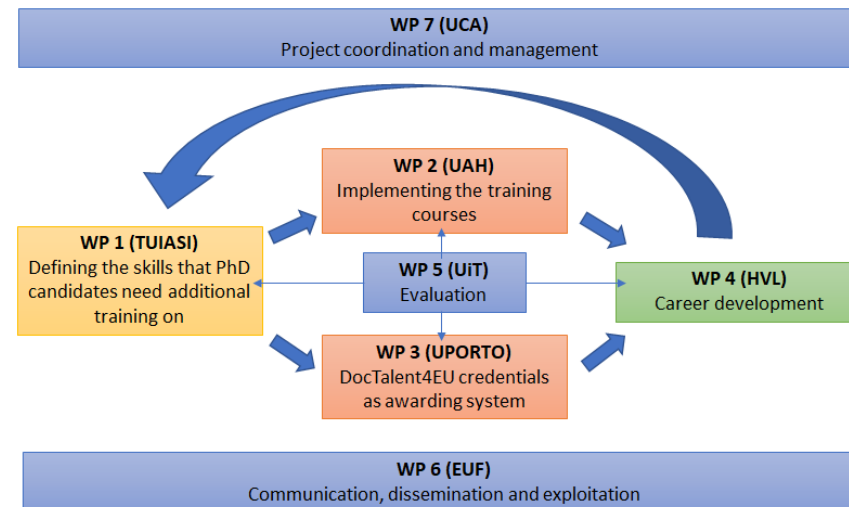 WP 7 (UCA)
Project coordination and management
WP 2 (UAH)
Implementing the training
courses
WP 1 (TUIASI)
Defining the skills that PhD
candidates need additional
training on
WP 5 (UiT)
Evaluation
WP 4 (HVL)
Career development
WP 3 (UPORTO)
DocTalent4EU credentials
as awarding system
WP 6 (EUF)
Communication, dissemination and exploitation